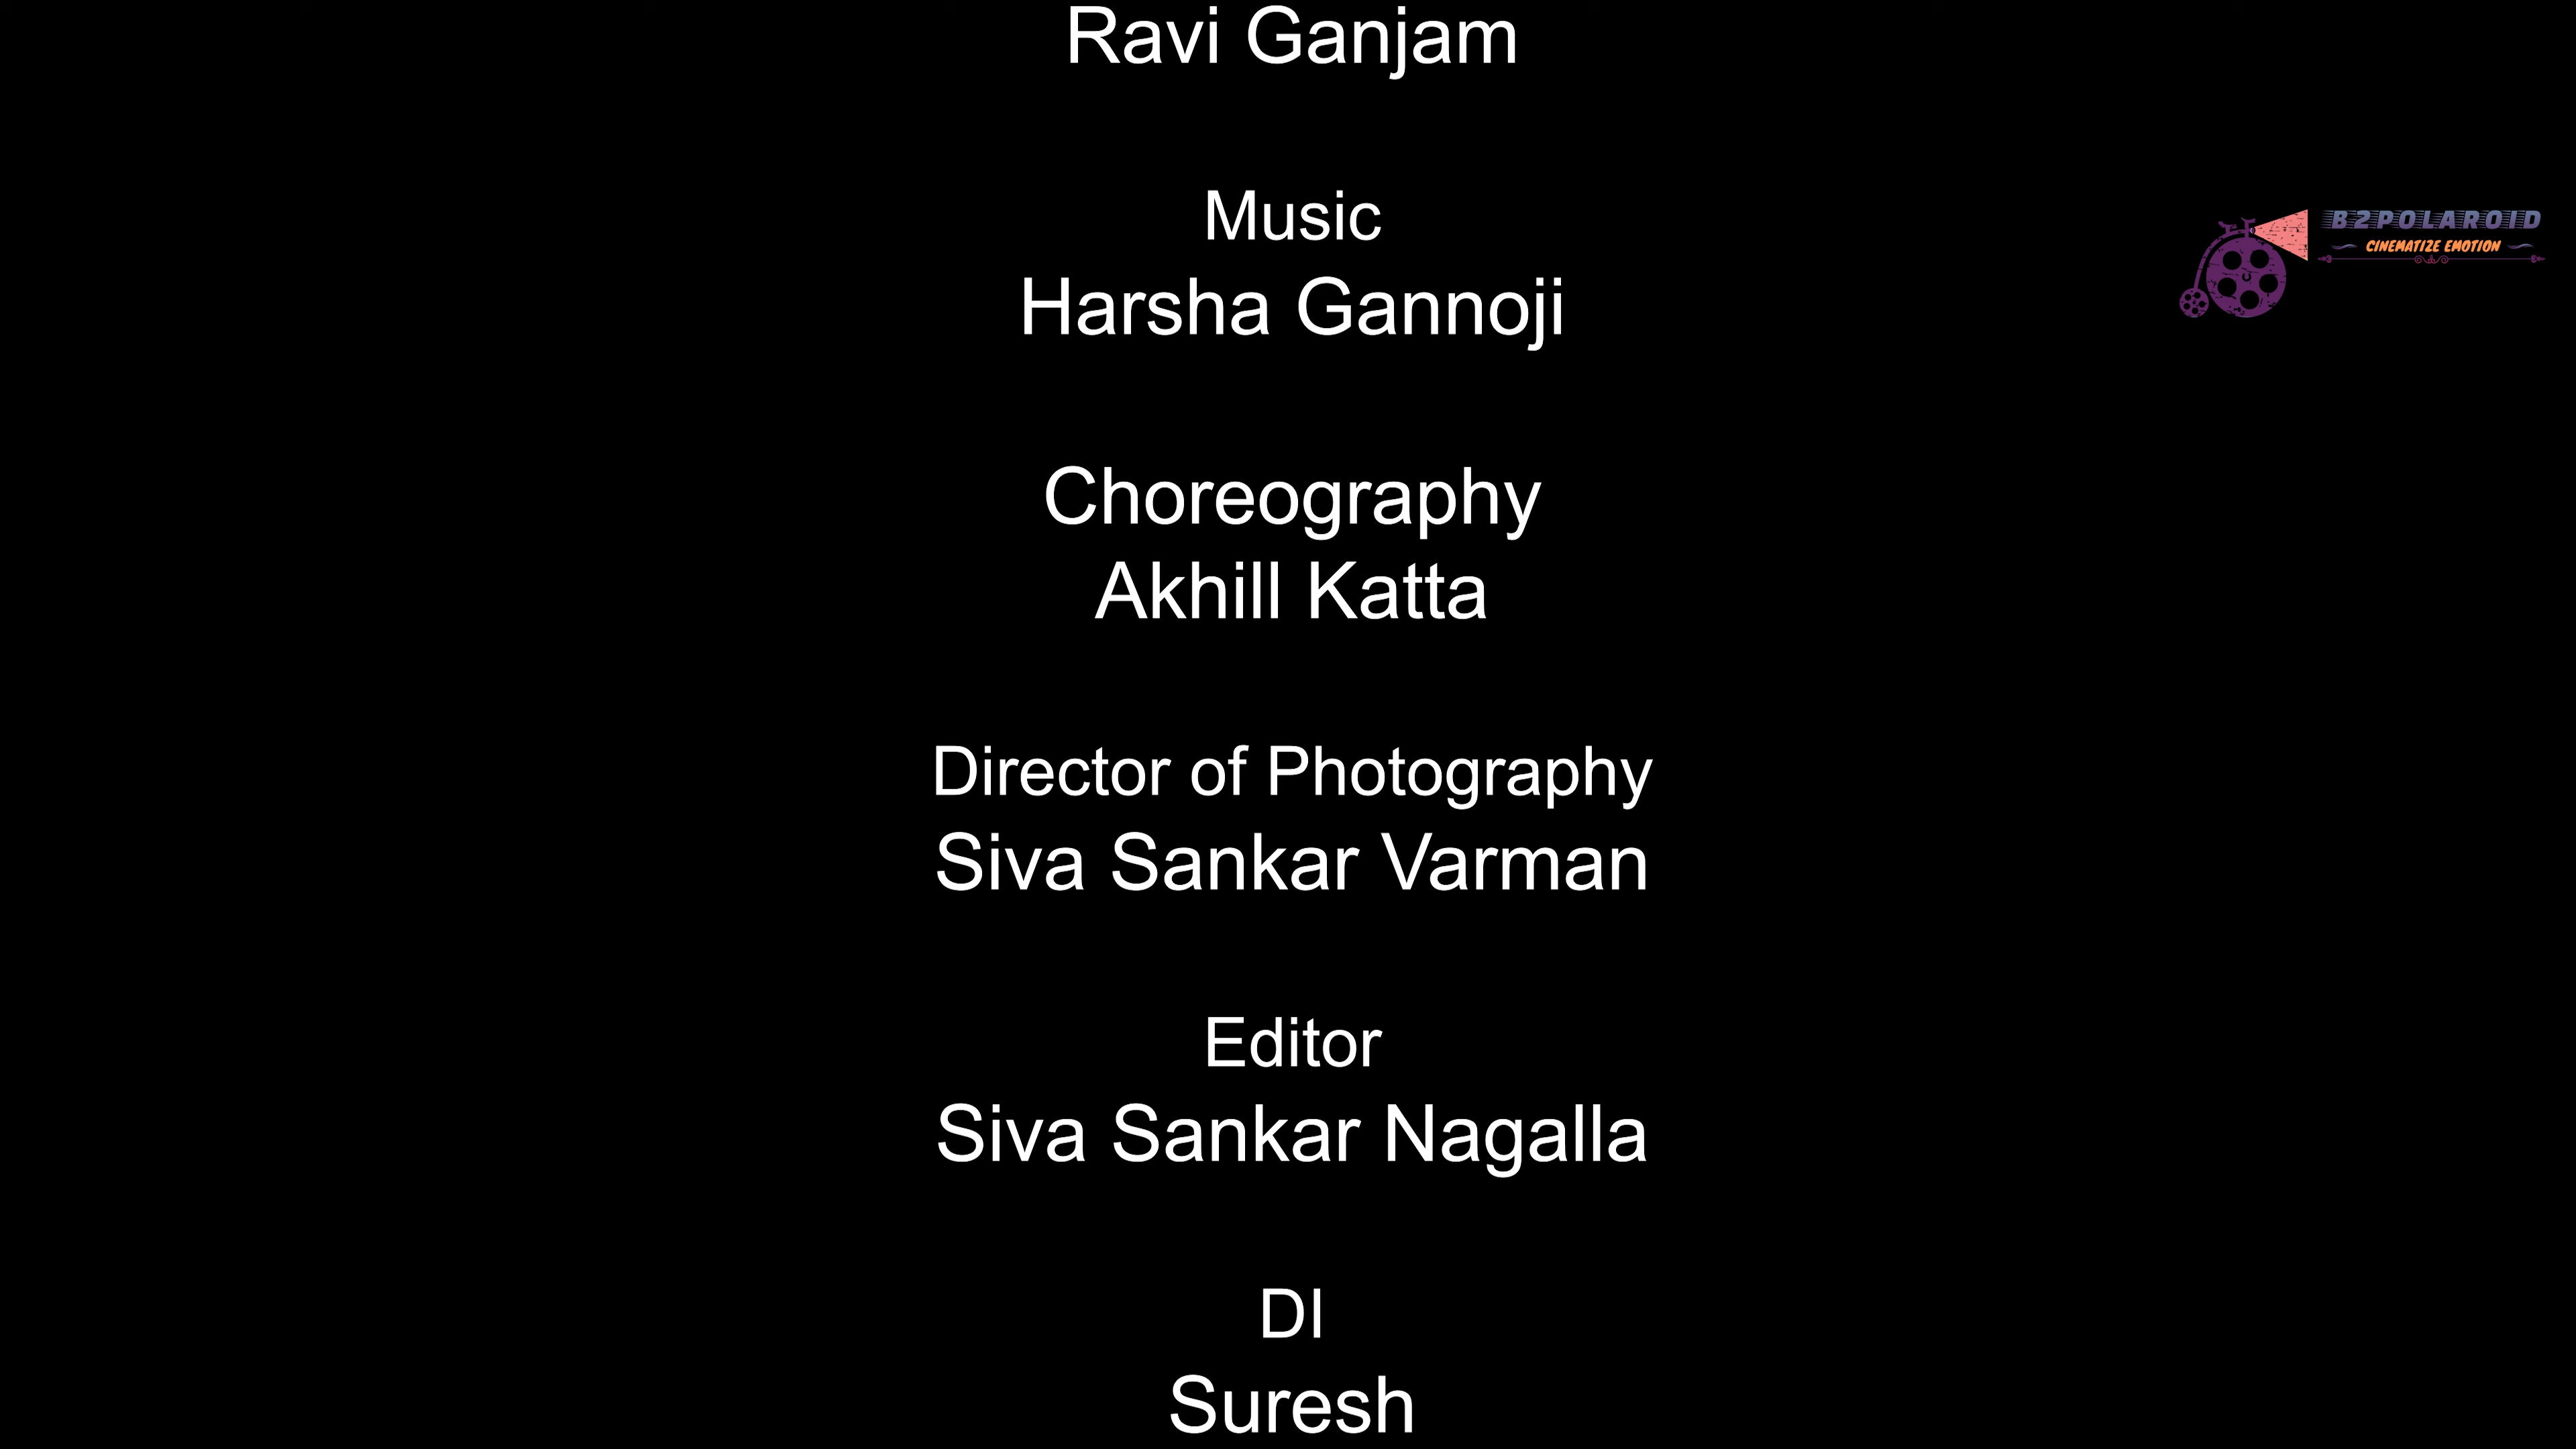 Ravi Ganjam
Music
B2POLAROID
CINEMATIZE EMOTION
Harsha Gannoji
Choreography
Akhill Katta
Director of Photography
Siva Sankar Varman
Editor
Siva Sankar Nagalla
DI
Suresh